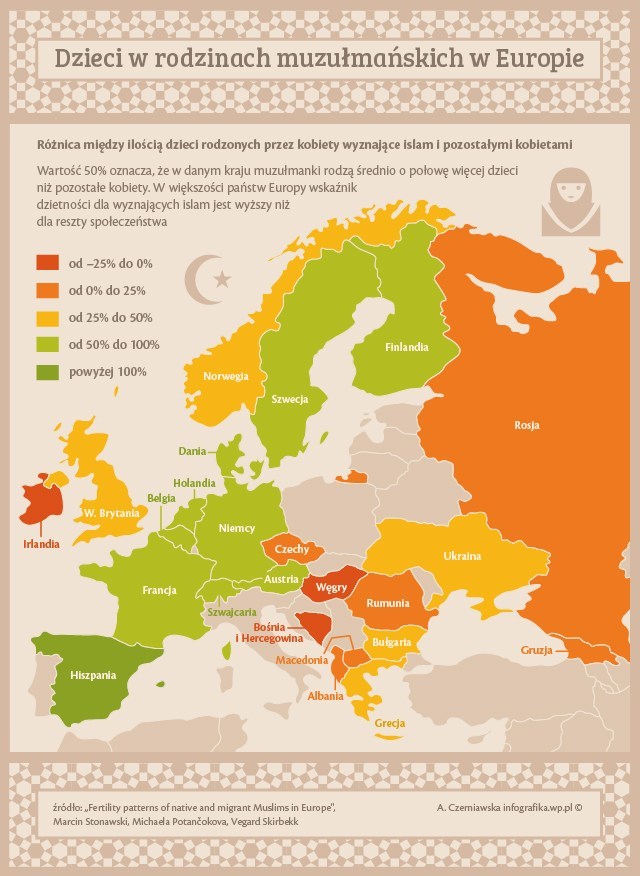 Dzieci w rodzinach muzułmańskich w Europie
Różnica między ilością dzieci rodzonych przez kobiety wyznające islam i pozostałymi kobietami
Wartość 50% oznacza, że w danym kraju muzułmanki rodzą średnio o połowę więcej dzieci
niż pozostałe kobiety. W większości państw Europy wskaźnik
dzietności dla wyznających islam jest wyższy niż
dla reszty społeczeństwa
od −25% do 0%
od 0% do 25%
od 25% do 50%
od 50% do 100%
powyżej 100%
Norwegia
Finlandia
Szwecja
Rosja
Dania
Holandia
Belgia
W. Brytania
Irlandia
Niemcy
Czechy
Ukraina
Austria
Węgry
Francja
Rumunia
Szwajcaria
Bośnia
i Hercegowina
Bułgaria
Gruzja
Macedonia
Hiszpania
Albania
Grecja
źródło: „Fertility patterns of native and migrant Muslims in Europe",
Marcin Stonawski, Michaela Potančokova, Vegard Skirbekk
A. Czerniawska infografika.wp.pl ©